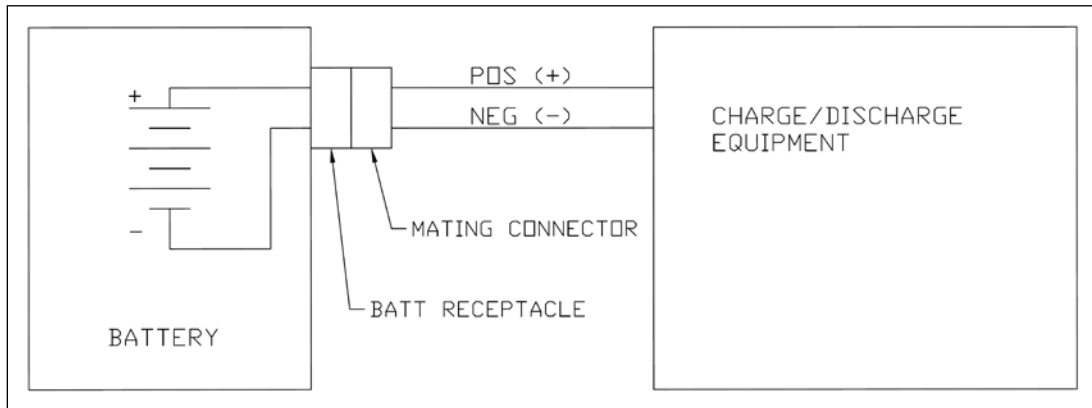 POS (+)
NEG (-)
+
-
CHARGE/DISCHARGE
EQUIPMENT
MATING CONNECTOR
BATT RECEPTACLE
BATTERY